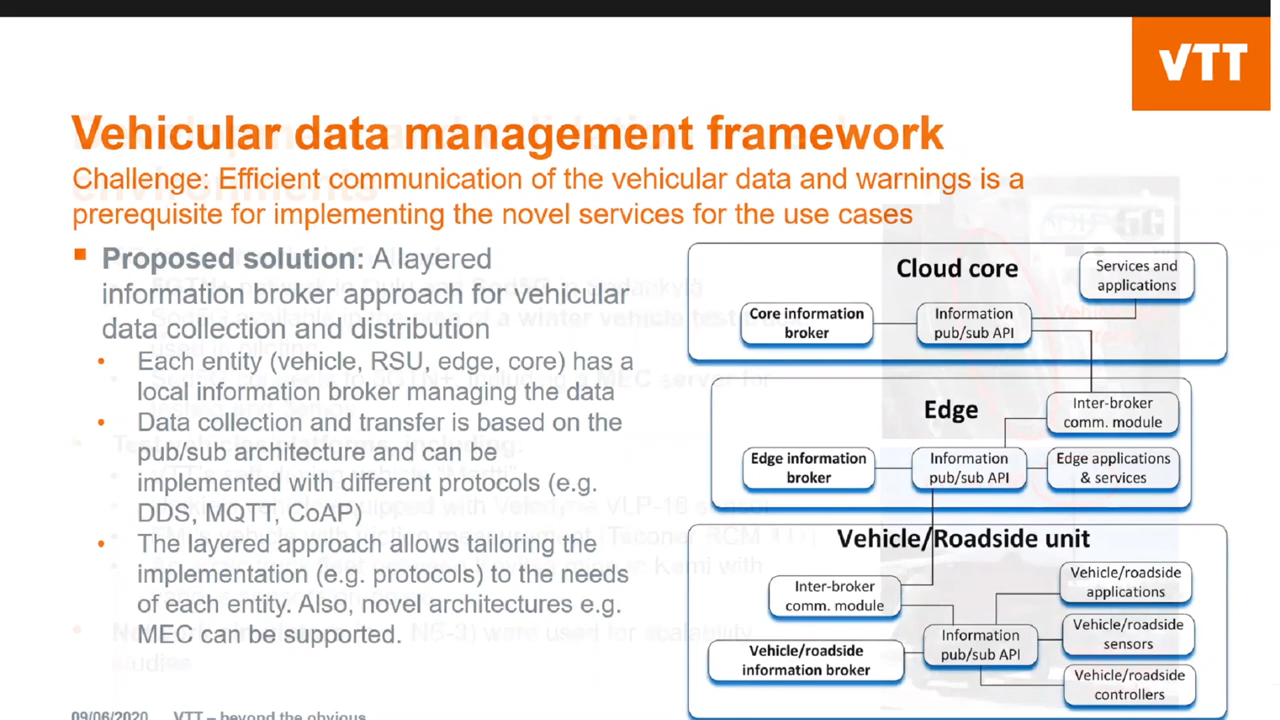 VTT
Vehicular data management framework
Challenge: Efficient communication of the vehicular data and warnings is a
prerequisite for implementing the novel services for the use cases
Proposed solution: A layered
information broker approach for vehicular
data collection and distribution
• Each entity (vehicle, RSU, edge, core) has a
local information broker managing the data
• Data collection and transfer is based on the
pub/sub architecture and can be
implemented with different protocols (e.g.
DDS, MQTT, CoAP)
• The layered approach allows tailoring the
implementation (e.g. protocols) to the needs
of each entity. Also, novel architectures e.g.
MEC can be supported.
Cloud core
Services and
applications
Core information
broker
Information
pub/sub API
Edge
Inter-broker
comm. module
Edge information
broker
Information
pub/sub API
Edge applications
& services
Vehicle/Roadside unit
Inter-broker
comm. module
Vehicle/roadside
applications
Information
pub/sub API
Vehicle/roadside
sensors
Vehicle/roadside
information broker
Vehicle/roadside
controllers
09/06/2020 VTT – beyond the obvious